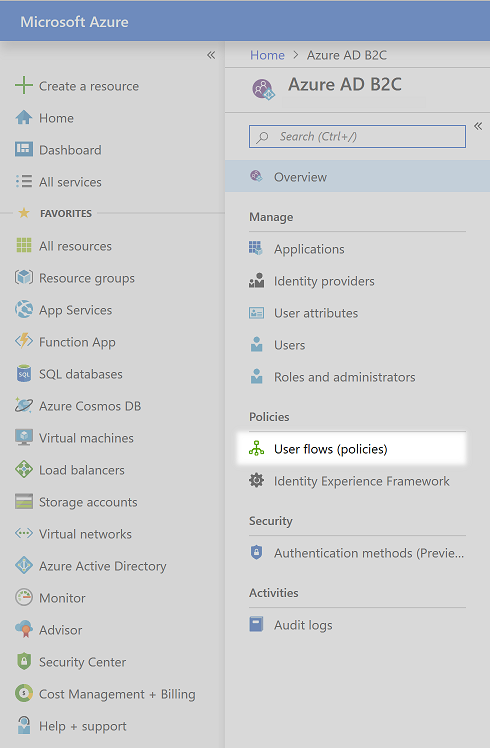 Microsoft Azure
Create a resource
Home
Dashboard
All services
FAVORITES
All resources
Resource groups
App Services
Function App
SQL databases
Azure Cosmos DB
Virtual machines
Load balancers
Storage accounts
Virtual networks
Azure Active Directory
Monitor
Advisor
Security Center
Cost Management + Billing
Help + support
Home > Azure AD B2C
Azure AD B2C
Search (Ctrl+/)
Overview
Manage
Applications
Identity providers
User attributes
Users
Roles and administrators
Policies
User flows (policies)
Identity Experience Framework
Security
Authentication methods (Previe...
Activities
Audit logs